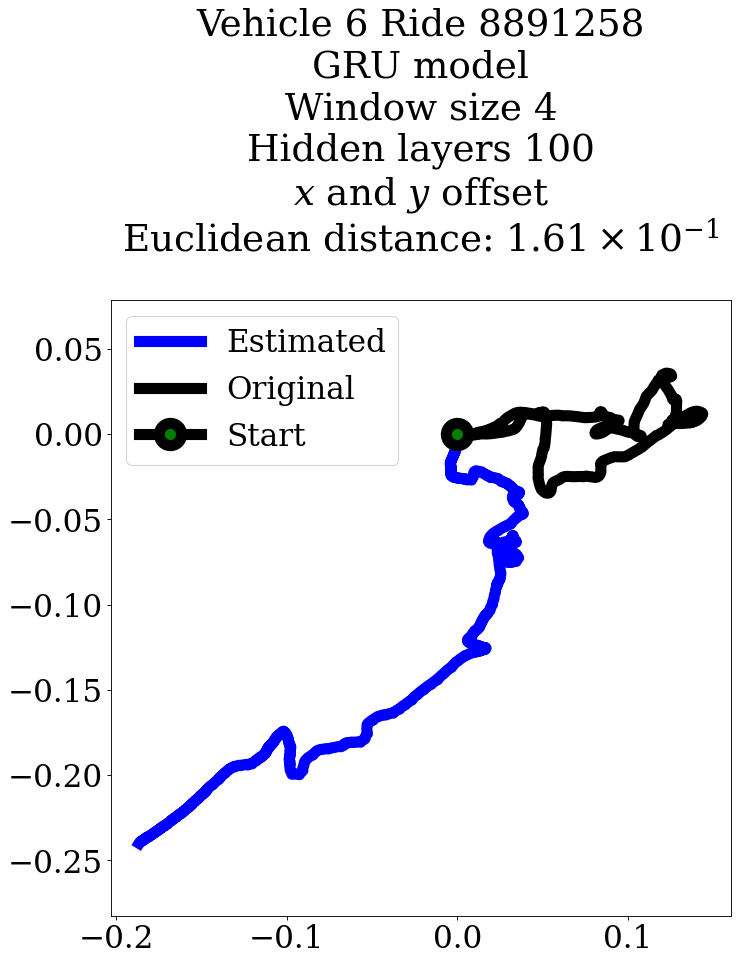 Vehicle 6 Ride 8891258
GRU model
Window size 4
Hidden layers 100
x and y offset
Euclidean distance: 1.61 × 10⁻¹
Estimated
Original
Start
0.05
0.00
−0.05
−0.10
−0.15
−0.20
−0.25
−0.2 −0.1 0.0 0.1